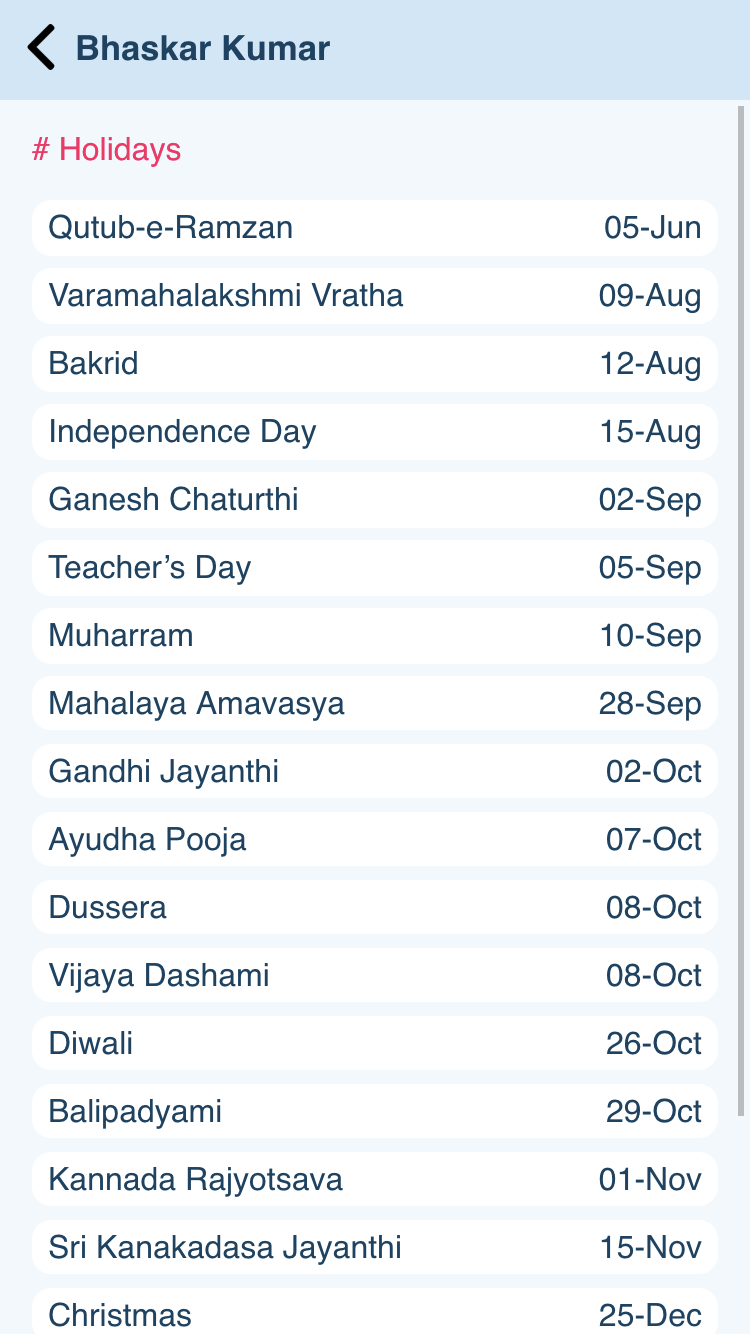 Bhaskar Kumar
# Holidays
Qutub-e-Ramzan 05-Jun
Varamahalakshmi Vratha 09-Aug
Bakrid 12-Aug
Independence Day 15-Aug
Ganesh Chaturthi 02-Sep
Teacher’s Day 05-Sep
Muharram 10-Sep
Mahalaya Amavasya 28-Sep
Gandhi Jayanthi 02-Oct
Ayudha Pooja 07-Oct
Dussera 08-Oct
Vijaya Dashami 08-Oct
Diwali 26-Oct
Balipadyami 29-Oct
Kannada Rajyotsava 01-Nov
Sri Kanakadasa Jayanthi 15-Nov
Christmas 25-Dec